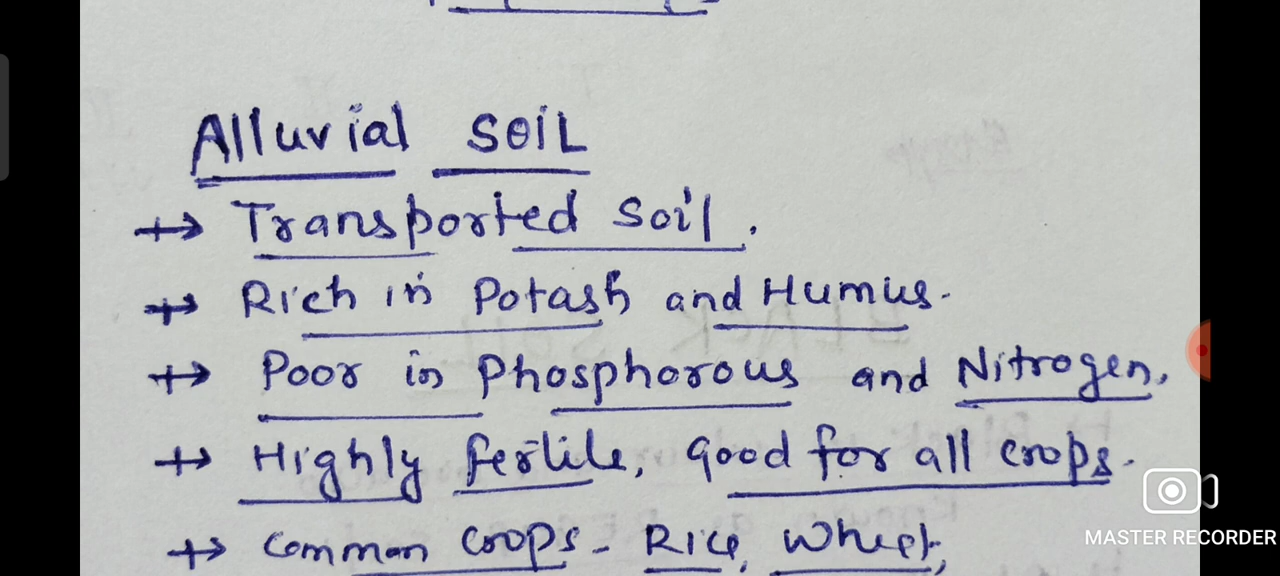 Alluvial Soil
Transported Soil.
Rich in Potash and Humus.
Poor in Phosphorous and Nitrogen.
Highly fertile, good for all crops.
Common crops - Rice, Wheet,
MASTER RECORDER